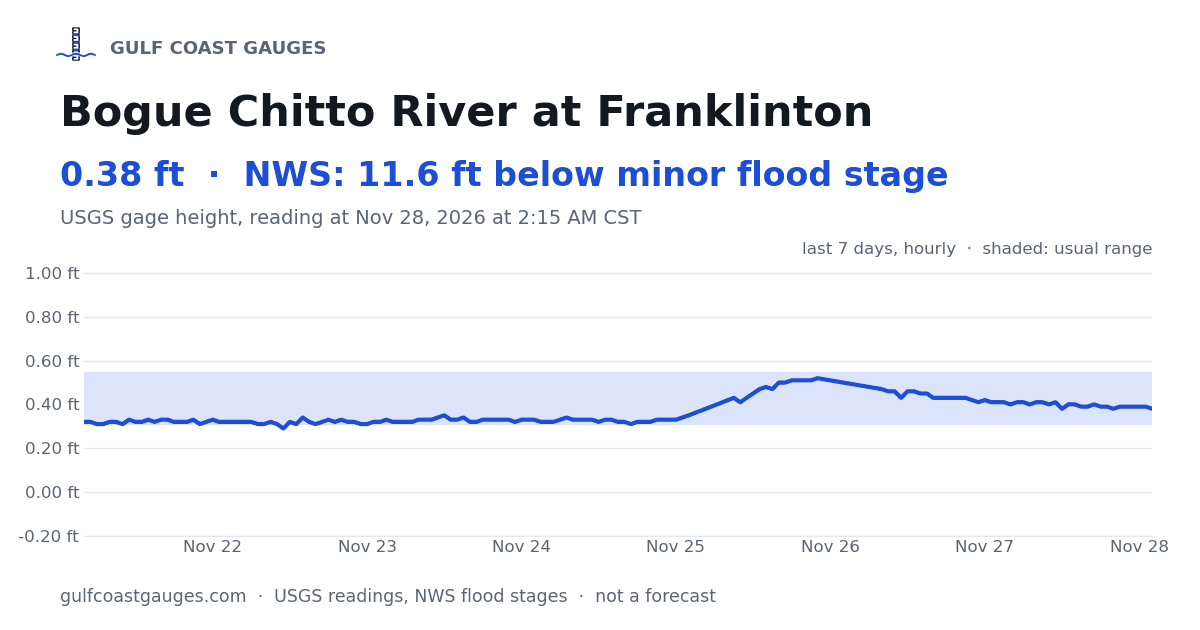 GULF COAST GAUGES
Bogue Chitto River at Franklinton
0.38 ft · NWS: 11.6 ft below minor flood stage
USGS gage height, reading at Nov 28, 2026 at 2:15 AM CST
last 7 days, hourly · shaded: usual range
1.00 ft
0.80 ft
0.60 ft
0.40 ft
0.20 ft
0.00 ft
-0.20 ft
Nov 22 Nov 23 Nov 24 Nov 25 Nov 26 Nov 27 Nov 28
gulfcoastgauges.com · USGS readings, NWS flood stages · not a forecast